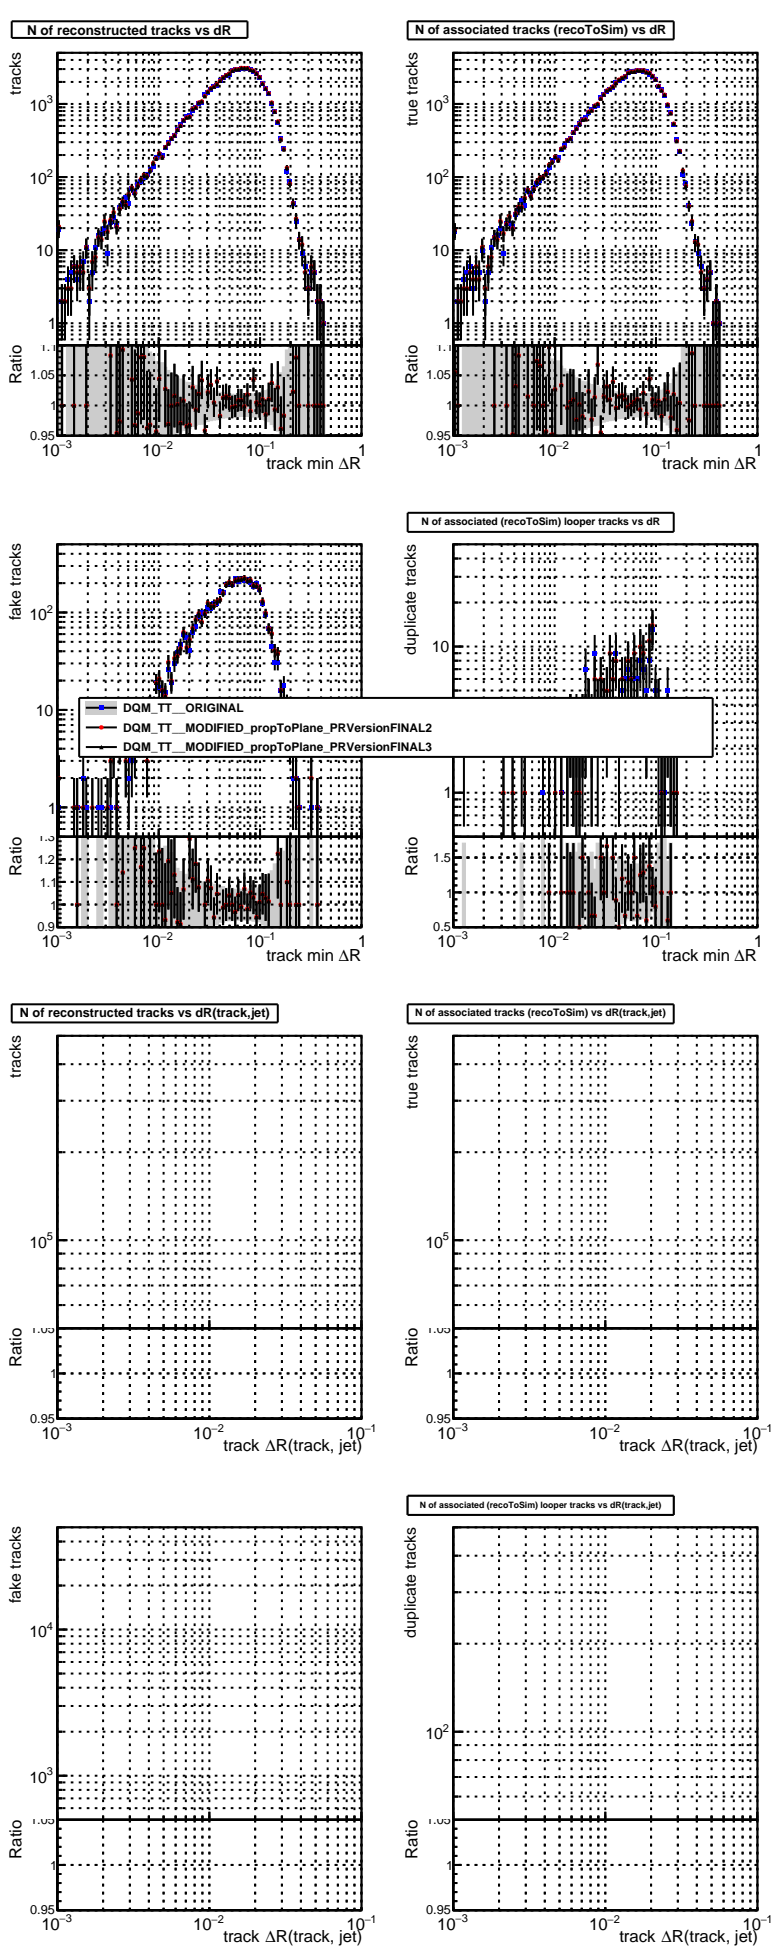 N of reconstructed tracks vs dR
tracks
10³
10²
10
1
Ratio
1.1
1.05
1
0.95
10⁻³
10⁻²
10⁻¹
1
track min ΔR
N of associated tracks (recoToSim) vs dR
true tracks
10³
10²
10
1
Ratio
1.1
1.05
1
0.95
10⁻³
10⁻²
10⁻¹
1
track min ΔR
fake tracks
10²
10
1
Ratio
1.3
1.2
1.1
1
0.9
10⁻³
10⁻²
10⁻¹
1
track min ΔR
N of associated (recoToSim) looper tracks vs dR
duplicate tracks
10
1
Ratio
1.5
1
0.5
10⁻³
10⁻²
10⁻¹
1
track min ΔR
DQM_TT__ORIGINAL
DQM_TT__MODIFIED_propToPlane_PRVersionFINAL2
DQM_TT__MODIFIED_propToPlane_PRVersionFINAL3
N of reconstructed tracks vs dR(track,jet)
tracks
10⁵
Ratio
1.05
1
0.95
10⁻³
10⁻²
10⁻¹
track ΔR(track, jet)
N of associated tracks (recoToSim) vs dR(track,jet)
true tracks
10⁵
Ratio
1.05
1
0.95
10⁻³
10⁻²
10⁻¹
track ΔR(track, jet)
fake tracks
10⁴
10³
Ratio
1.05
1
0.95
10⁻³
10⁻²
10⁻¹
track ΔR(track, jet)
N of associated (recoToSim) looper tracks vs dR(track,jet)
duplicate tracks
10²
Ratio
1.05
1
0.95
10⁻³
10⁻²
10⁻¹
track ΔR(track, jet)